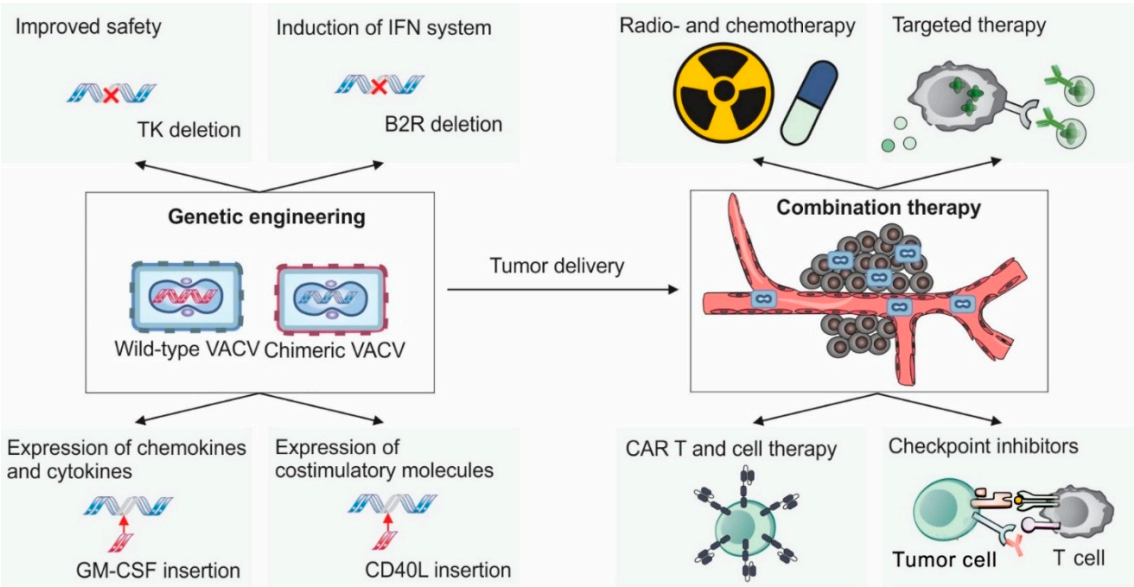 Improved safety
TK deletion
Induction of IFN system
B2R deletion
Radio- and chemotherapy
Targeted therapy
Genetic engineering
Wild-type VACV
Chimeric VACV
Tumor delivery
Combination therapy
Expression of chemokines
and cytokines
GM-CSF insertion
Expression of
costimulatory molecules
CD40L insertion
CAR T and cell therapy
Checkpoint inhibitors
Tumor cell
T cell